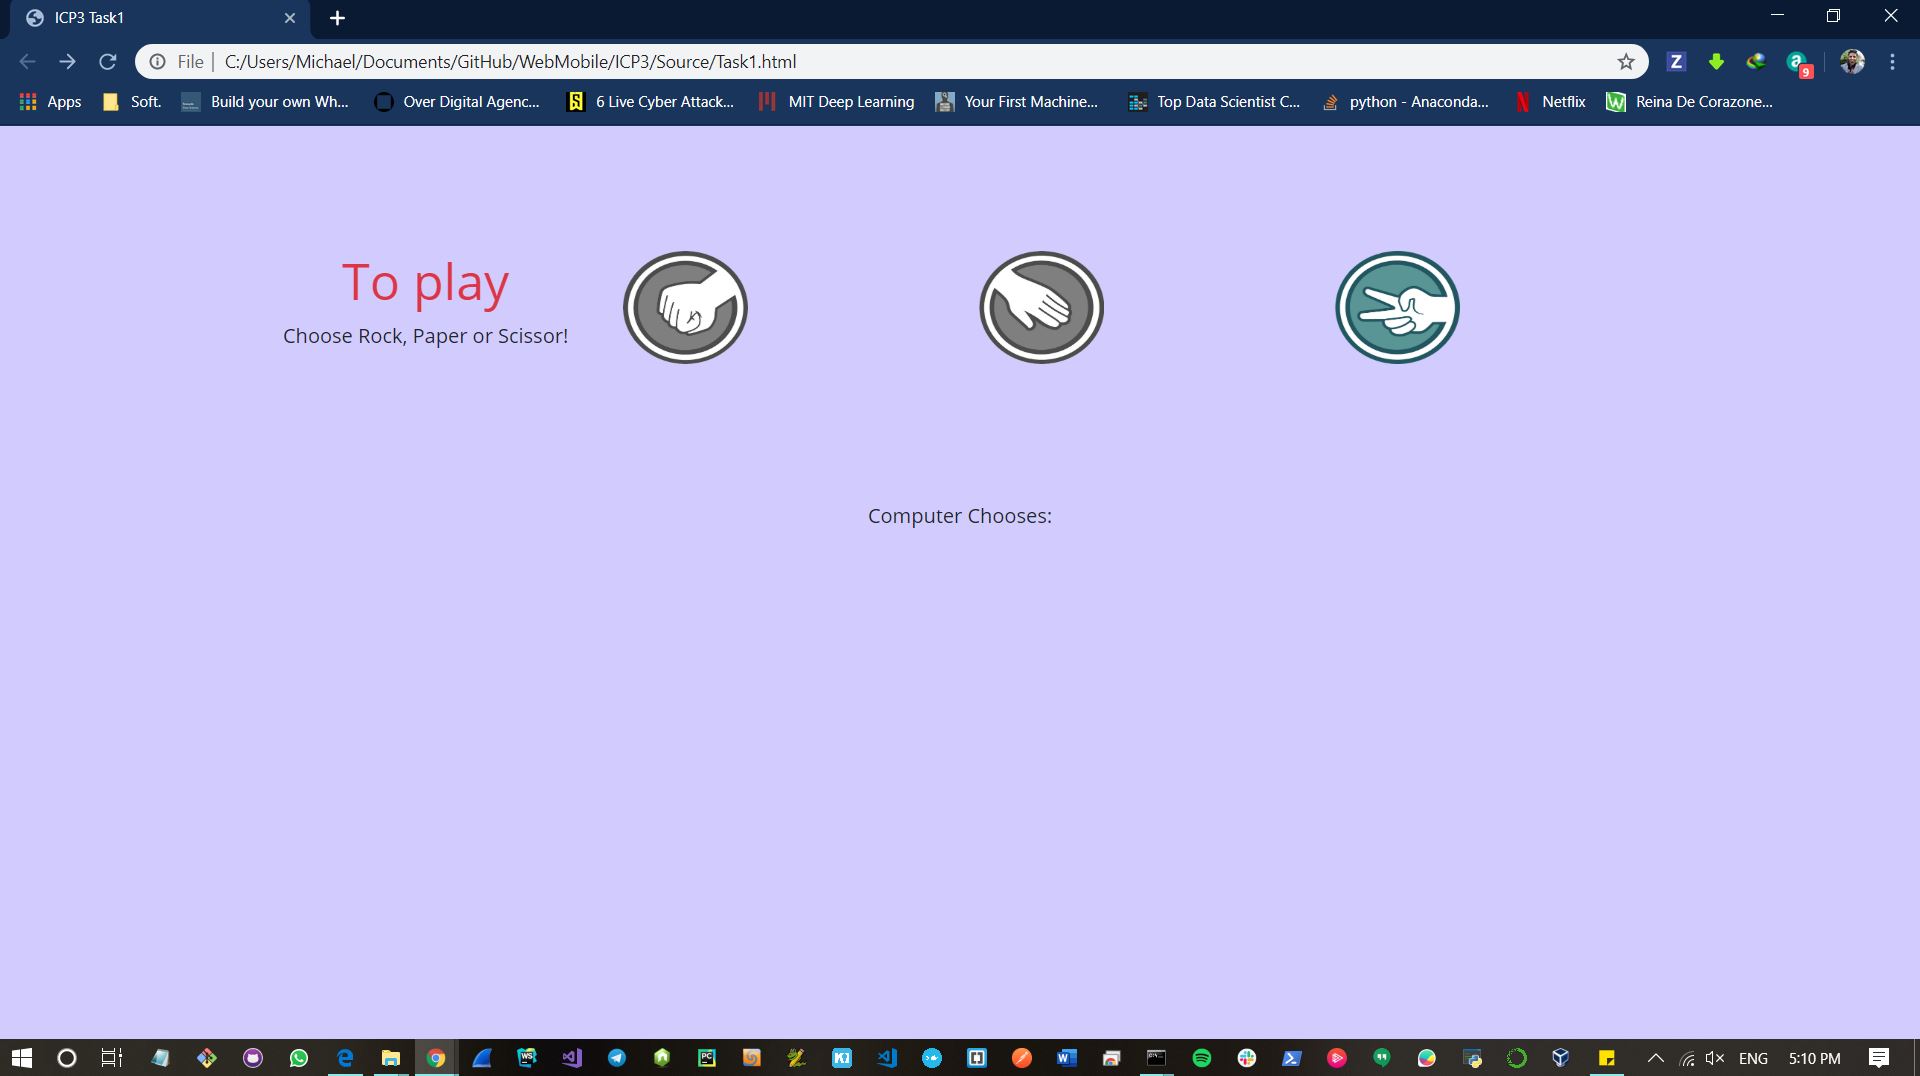 ICP3 Task1
File | C:/Users/Michael/Documents/GitHub/WebMobile/ICP3/Source/Task1.html
Z
a
9
Apps Soft. Build your own Wh... Over Digital Agenc... 6 Live Cyber Attack... MIT Deep Learning Your First Machine... Top Data Scientist C... python - Anaconda... Netflix Reina De Corazone...
To play
Choose Rock, Paper or Scissor!
Computer Chooses:
ENG 5:10 PM